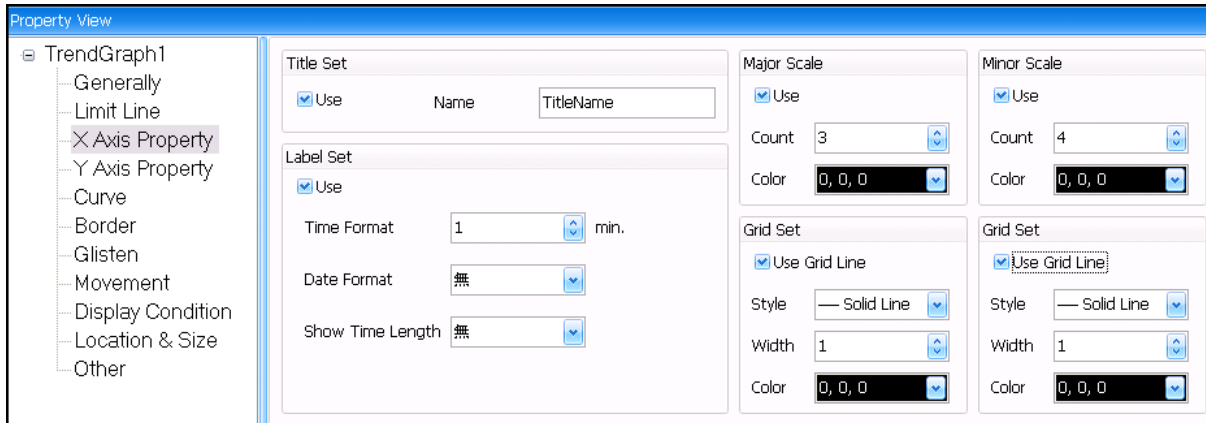 Property View
TrendGraph1
Generally
Limit Line
X Axis Property
Y Axis Property
Curve
Border
Glisten
Movement
Display Condition
Location & Size
Other
Title Set
Use Name TitleName
Label Set
Use
Time Format 1 min.
Date Format 無
Show Time Length 無
Major Scale
Use
Count 3
Color 0, 0, 0
Grid Set
Use Grid Line
Style Solid Line
Width 1
Color 0, 0, 0
Minor Scale
Use
Count 4
Color 0, 0, 0
Grid Set
Use Grid Line
Style Solid Line
Width 1
Color 0, 0, 0